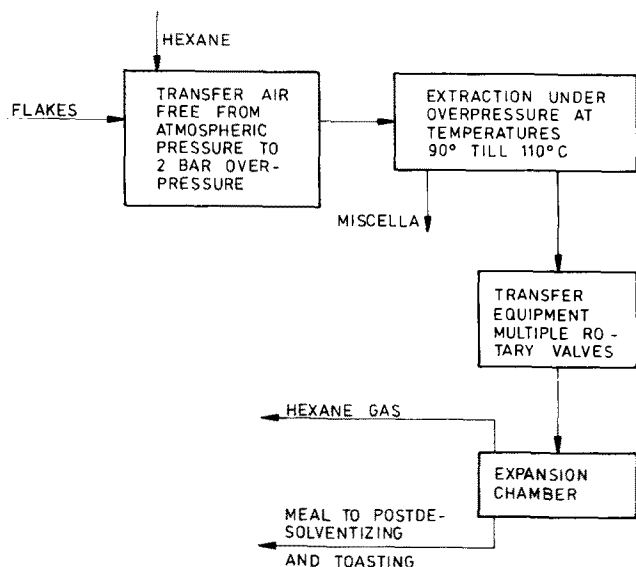 HEXANE
FLAKES
TRANSFER AIR
FREE FROM
ATMOSPHERIC
PRESSURE TO
2 BAR OVER-
PRESSURE
EXTRACTION UNDER
OVERPRESSURE AT
TEMPERATURES
90° TILL 110°C
MISCELLA
TRANSFER
EQUIPMENT
MULTIPLE RO-
TARY VALVES
HEXANE GAS
EXPANSION
CHAMBER
MEAL TO POSTDE-
SOLVENTIZING
AND TOASTING